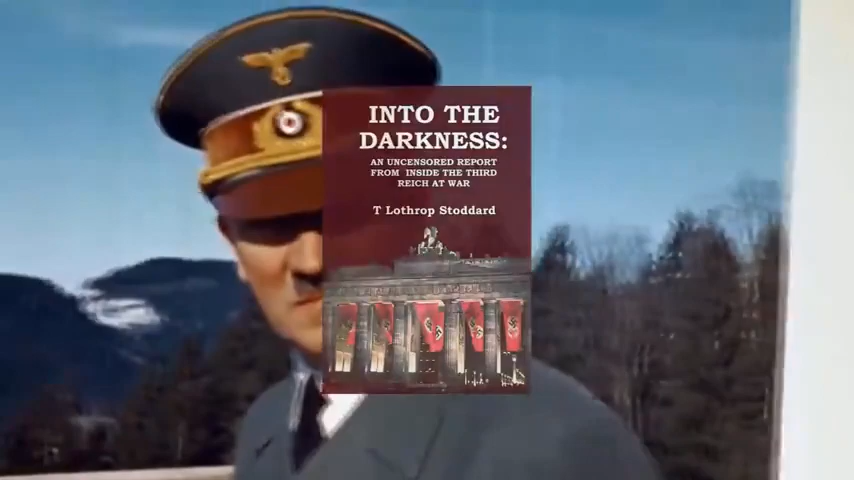 INTO THE
DARKNESS:
AN UNCENSORED REPORT
FROM INSIDE THE THIRD
REICH AT WAR
T Lothrop Stoddard